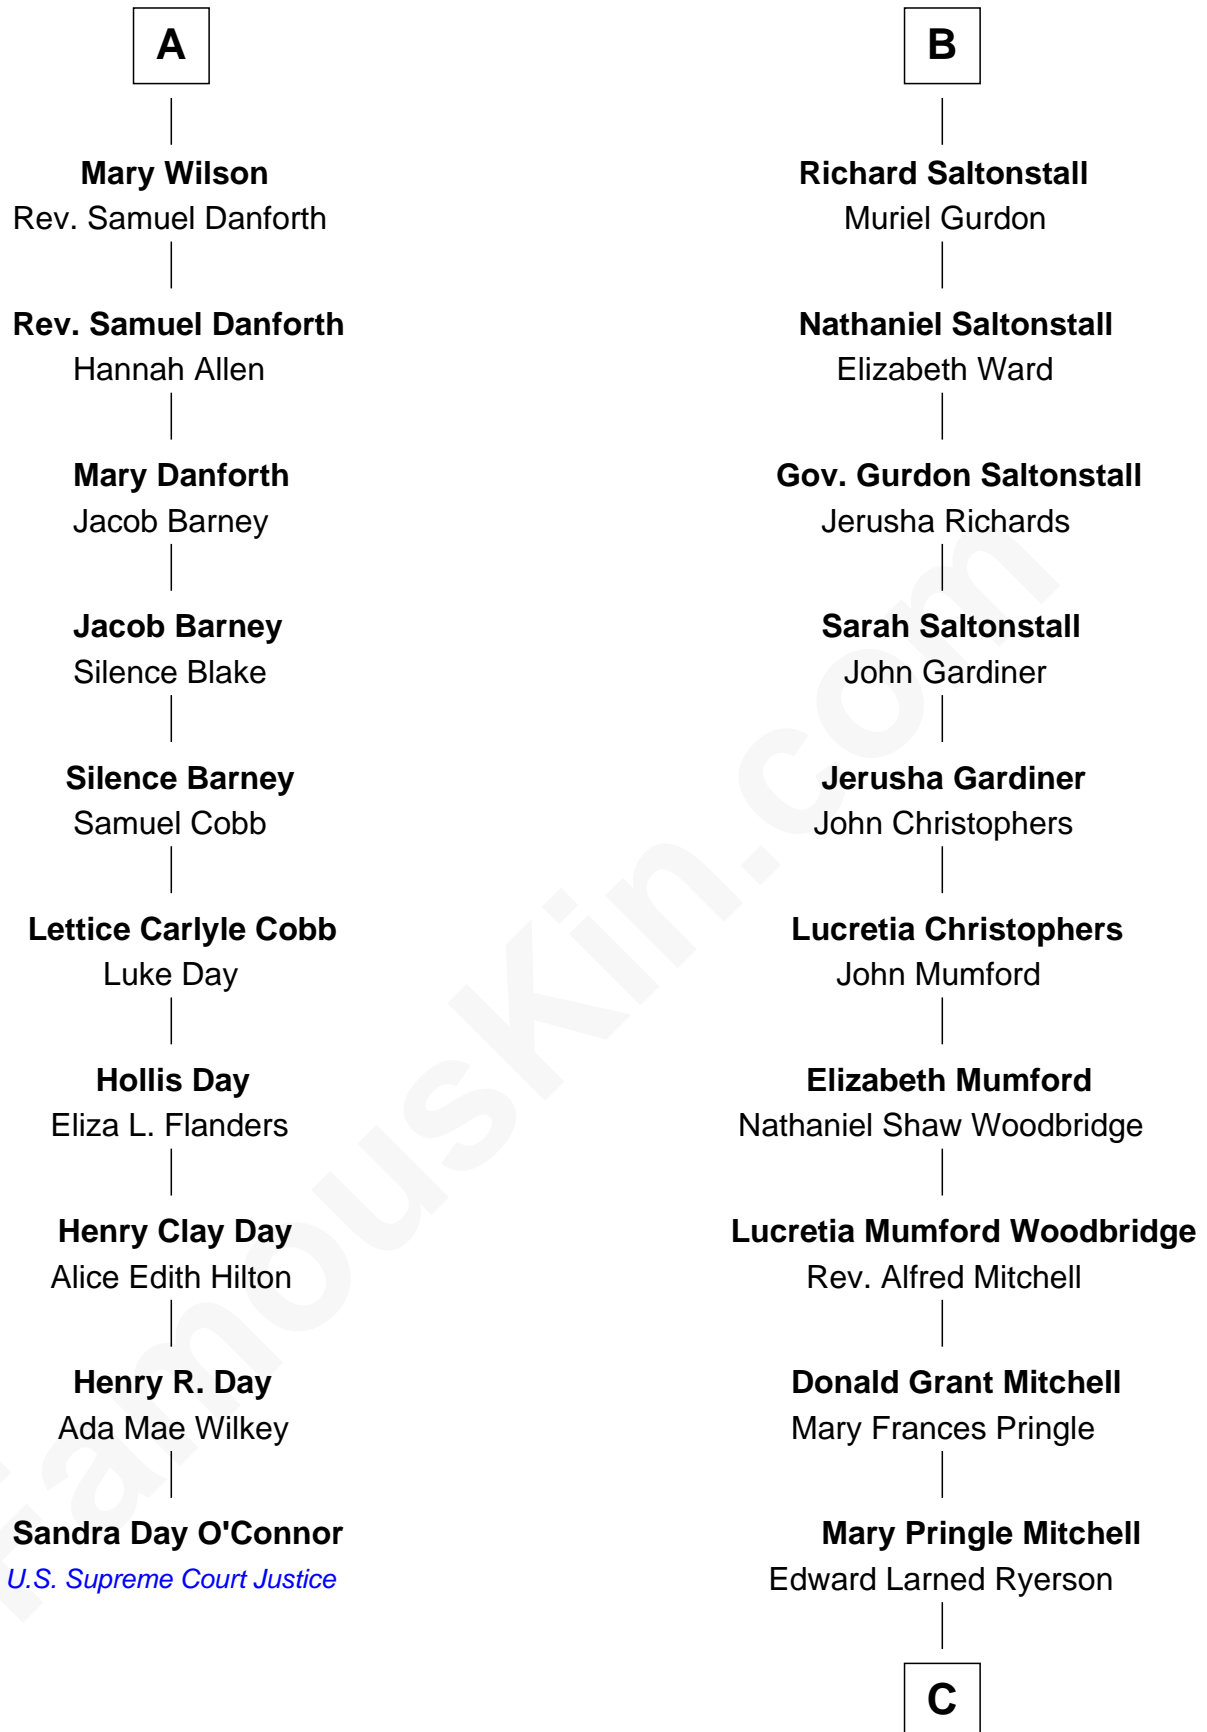 A
Mary Wilson
Rev. Samuel Danforth
Rev. Samuel Danforth
Hannah Allen
Mary Danforth
Jacob Barney
Jacob Barney
Silence Blake
Silence Barney
Samuel Cobb
Lettice Carlyle Cobb
Luke Day
Hollis Day
Eliza L. Flanders
Henry Clay Day
Alice Edith Hilton
Henry R. Day
Ada Mae Wilkey
Sandra Day O'Connor
U.S. Supreme Court Justice
B
Richard Saltonstall
Muriel Gurdon
Nathaniel Saltonstall
Elizabeth Ward
Gov. Gurdon Saltonstall
Jerusha Richards
Sarah Saltonstall
John Gardiner
Jerusha Gardiner
John Christophers
Lucretia Christophers
John Mumford
Elizabeth Mumford
Nathaniel Shaw Woodbridge
Lucretia Mumford Woodbridge
Rev. Alfred Mitchell
Donald Grant Mitchell
Mary Frances Pringle
Mary Pringle Mitchell
Edward Larned Ryerson
C
FamousKin.com